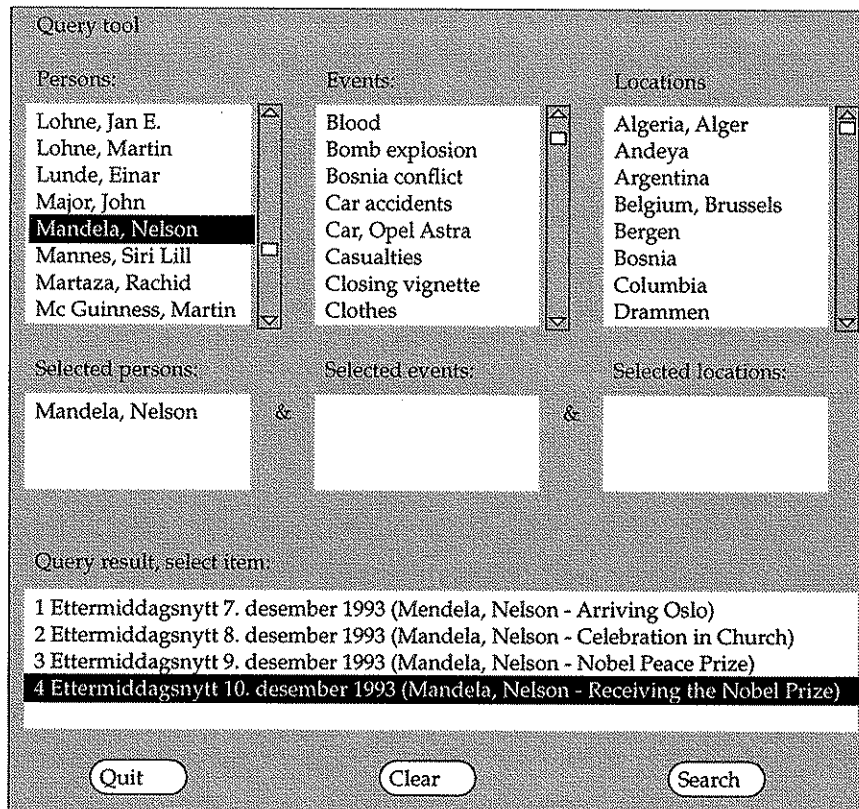 Query tool
Persons:
Lohne, Jan E.
Lohne, Martin
Lunde, Einar
Major, John
Mandela, Nelson
Mannes, Siri Lill
Martaza, Rachid
Mc Guinness, Martin
Events:
Blood
Bomb explosion
Bosnia conflict
Car accidents
Car, Opel Astra
Casualties
Closing vignette
Clothes
Locations
Algeria, Alger
Andeya
Argentina
Belgium, Brussels
Bergen
Bosnia
Columbia
Drammen
Selected persons:
Mandela, Nelson
&
Selected events:
&
Selected locations:
Query result, select item:
1 Ettermiddagsnytt 7. desember 1993 (Mendela, Nelson - Arriving Oslo)
2 Ettermiddagsnytt 8. desember 1993 (Mandela, Nelson - Celebration in Church)
3 Ettermiddagsnytt 9. desember 1993 (Mandela, Nelson - Nobel Peace Prize)
4 Ettermiddagsnytt 10. desember 1993 (Mandela, Nelson - Receiving the Nobel Prize)
Quit
Clear
Search